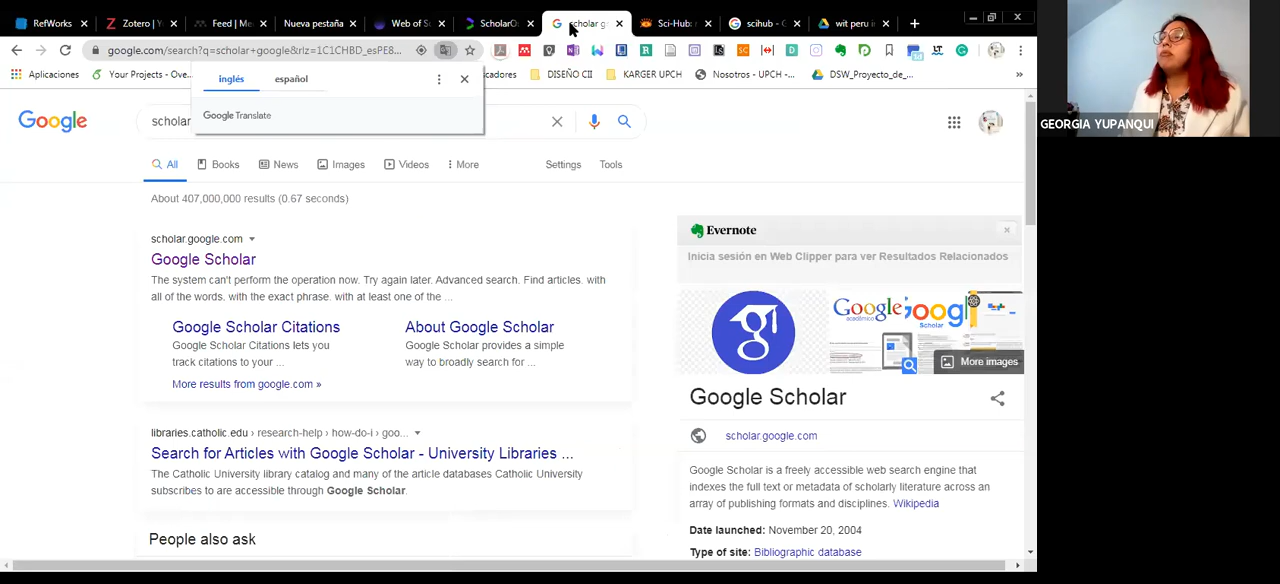 RefWorks
Zotero | Y
Feed | Me
Nueva pestaña
Web of S
ScholarO
scholar g
Sci-Hub:
scihub - G
wit peru in
google.com/search?q=scholar+google&rlz=1C1CHBD_esPE8...
Aplicaciones
Your Projects - Ove...
cadores
DISEÑO CII
KARGER UPCH
Nosotros - UPCH -...
DSW_Proyecto_de_...
»
inglés
español
Google Translate
Google
scholar
All
Books
News
Images
Videos
More
Settings
Tools
About 407,000,000 results (0.67 seconds)
scholar.google.com
Google Scholar
The system can't perform the operation now. Try again later. Advanced search. Find articles. with
all of the words. with the exact phrase. with at least one of the ...
Google Scholar Citations
Google Scholar Citations lets you
track citations to your...
About Google Scholar
Google Scholar provides a simple
way to broadly search for ...
More results from google.com »
libraries.catholic.edu › research-help › how-do-i › goo...
Search for Articles with Google Scholar - University Libraries ...
The Catholic University library catalog and many of the article databases Catholic University
subscribes to are accessible through Google Scholar.
People also ask
Evernote
Inicia sesión en Web Clipper para ver Resultados Relacionados
Google
académico
Googl
Scholar
More images
Google Scholar
scholar.google.com
Google Scholar is a freely accessible web search engine that
indexes the full text or metadata of scholarly literature across an
array of publishing formats and disciplines. Wikipedia
Date launched: November 20, 2004
Type of site: Bibliographic database
GEORGIA YUPANQUI